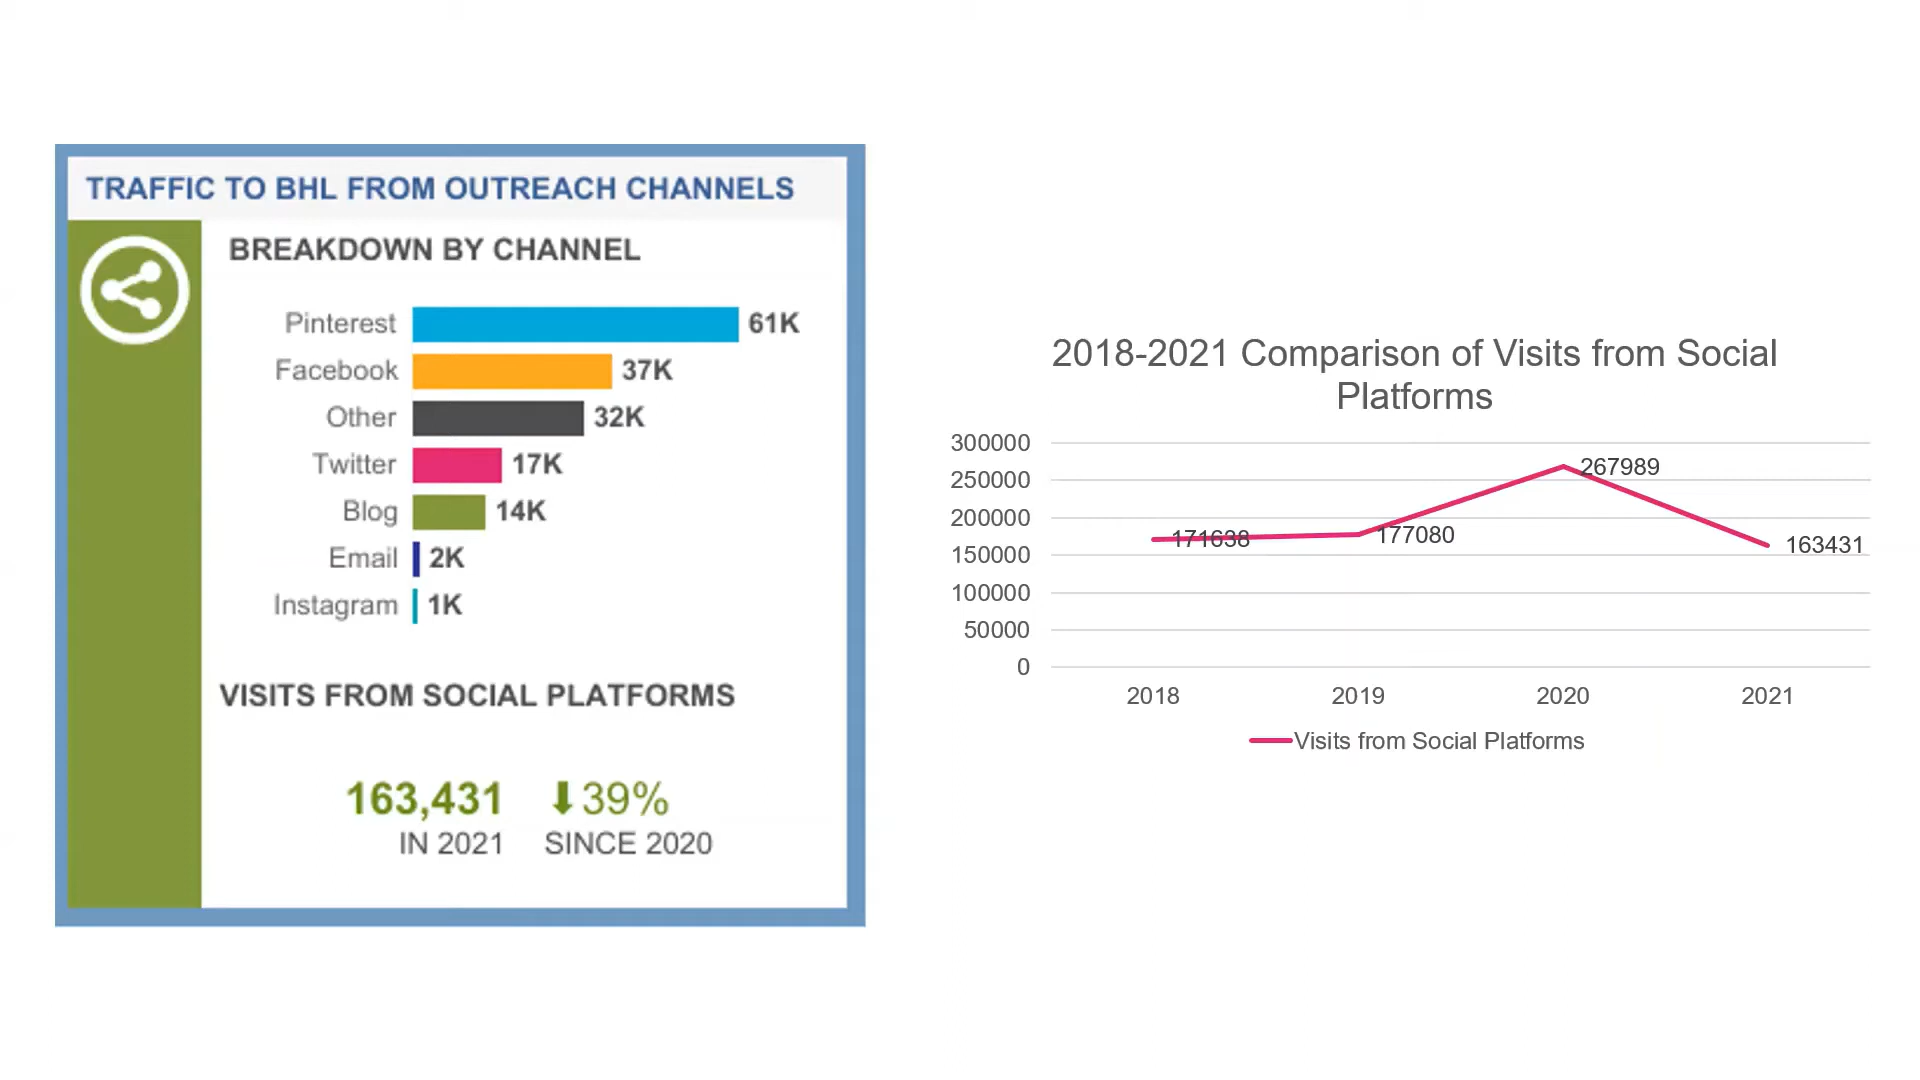 TRAFFIC TO BHL FROM OUTREACH CHANNELS
BREAKDOWN BY CHANNEL
Pinterest 61K
Facebook 37K
Other 32K
Twitter 17K
Blog 14K
Email 2K
Instagram 1K
VISITS FROM SOCIAL PLATFORMS
163,431 39%
IN 2021 SINCE 2020
2018-2021 Comparison of Visits from Social
Platforms
300000
250000
200000
150000
100000
50000
0
171638
177080
267989
163431
2018 2019 2020 2021
Visits from Social Platforms